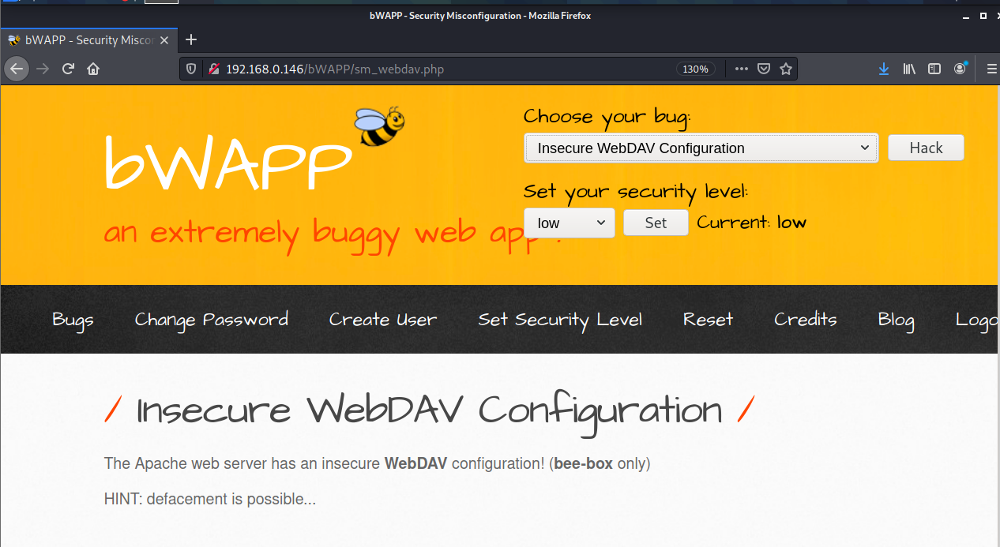 bWAPP - Security Misconfiguration - Mozilla Firefox
bWAPP - Security Miscon
192.168.0.146/bWAPP/sm_webdav.php
130%
bWAPP
an extremely buggy web app !
Choose your bug:
Insecure WebDAV Configuration
Hack
Set your security level:
low
Set
Current: low
Bugs
Change Password
Create User
Set Security Level
Reset
Credits
Blog
Logo
/ Insecure WebDAV Configuration /
The Apache web server has an insecure WebDAV configuration! (bee-box only)
HINT: defacement is possible...